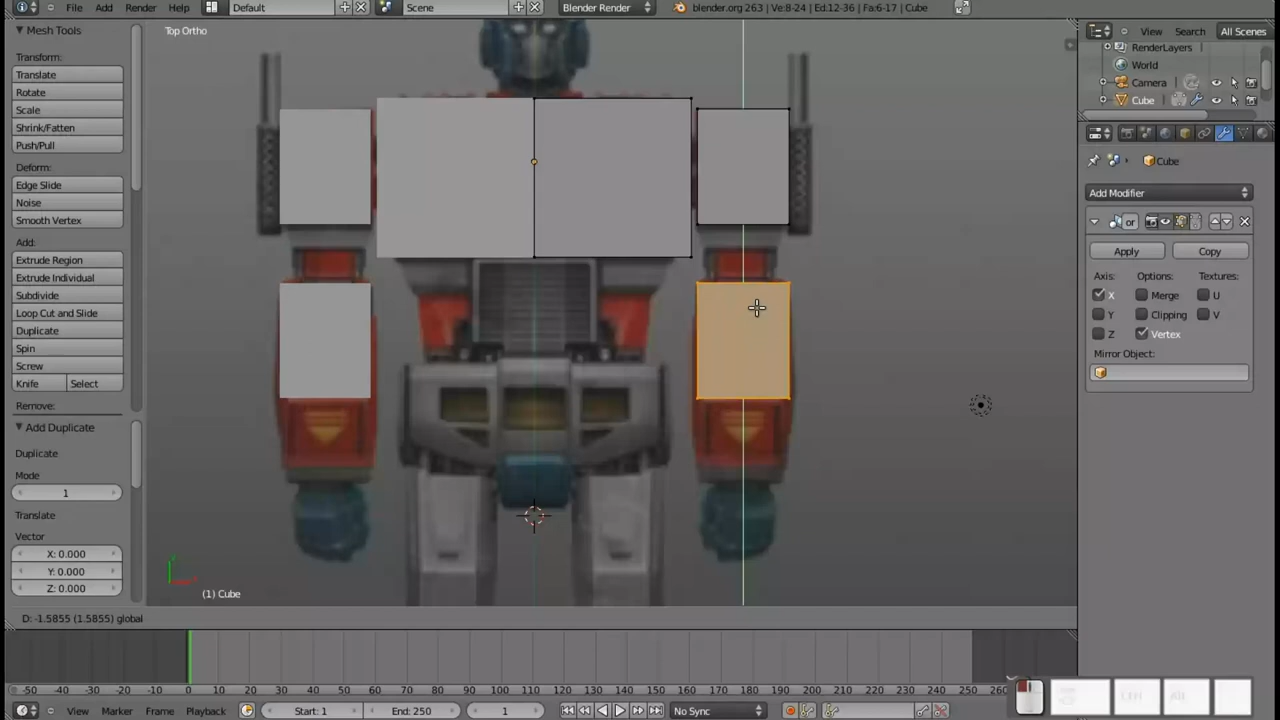 File Add Render Help Default Scene Blender Render blender.org 263 | Ve:8-24 | Ed:12-36 | Fa:6-17 | Cube
Mesh Tools
Transform:
Translate
Rotate
Scale
Shrink/Fatten
Push/Pull
Deform:
Edge Slide
Noise
Smooth Vertex
Add:
Extrude Region
Extrude Individual
Subdivide
Loop Cut and Slide
Duplicate
Spin
Screw
Knife Select
Remove:
Add Duplicate
Duplicate
Mode
1
Translate
Vector
X: 0.000
Y: 0.000
Z: 0.000
Top Ortho
(1) Cube
D: -1.5855 (1.5855) global
View Search All Scenes
RenderLayers
World
Camera
Cube
Cube
Add Modifier
or
Apply Copy
Axis: Options: Textures:
X Merge U
Y Clipping V
Z Vertex
Mirror Object:
-50 -40 -30 -20 -10 0 10 20 30 40 50 60 70 80 90 100 110 120 130 140 150 160 170 180 190 200 210 220 230 240 250 260
View Marker Frame Playback Start: 1 End: 250 1 No Sync